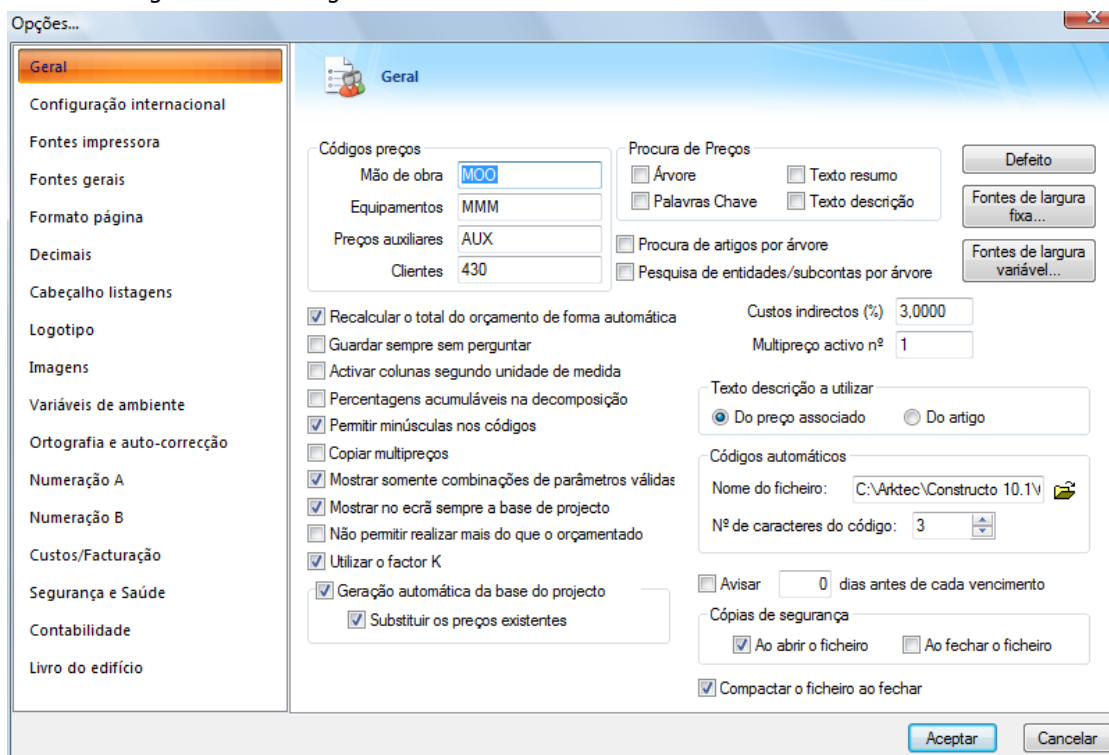 Opções...
Geral
Configuração internacional
Fontes impressora
Fontes gerais
Formato página
Decimais
Cabeçalho listagens
Logotipo
Imagens
Variáveis de ambiente
Ortografia e auto-correcção
Numeração A
Numeração B
Custos/Facturação
Segurança e Saúde
Contabilidade
Livro do edifício
Geral
Códigos preços
Mão de obra MOO
Equipamentos MMM
Preços auxiliares AUX
Clientes 430
Procura de Preços
Árvore Texto resumo
Palavras Chave Texto descrição
Procura de artigos por árvore
Pesquisa de entidades/subcontas por árvore
Defeito
Fontes de largura
fixa...
Fontes de largura
variável...
Recalcular o total do orçamento de forma automática
Guardar sempre sem perguntar
Activar colunas segundo unidade de medida
Percentagens acumuláveis na decomposição
Permitir minúsculas nos códigos
Copiar multipreços
Mostrar somente combinações de parâmetros válidas
Mostrar no ecrã sempre a base de projecto
Não permitir realizar mais do que o orçamentado
Utilizar o factor K
Geração automática da base do projecto
Substituir os preços existentes
Custos indirectos (%) 3,0000
Multipreço activo nº 1
Texto descrição a utilizar
Do preço associado Do artigo
Códigos automáticos
Nome do ficheiro: C:\Arktec\Constructo 10.1\
Nº de caracteres do código: 3
Avisar 0 dias antes de cada vencimento
Cópias de segurança
Ao abrir o ficheiro Ao fechar o ficheiro
Compactar o ficheiro ao fechar
Aceptar Cancelar